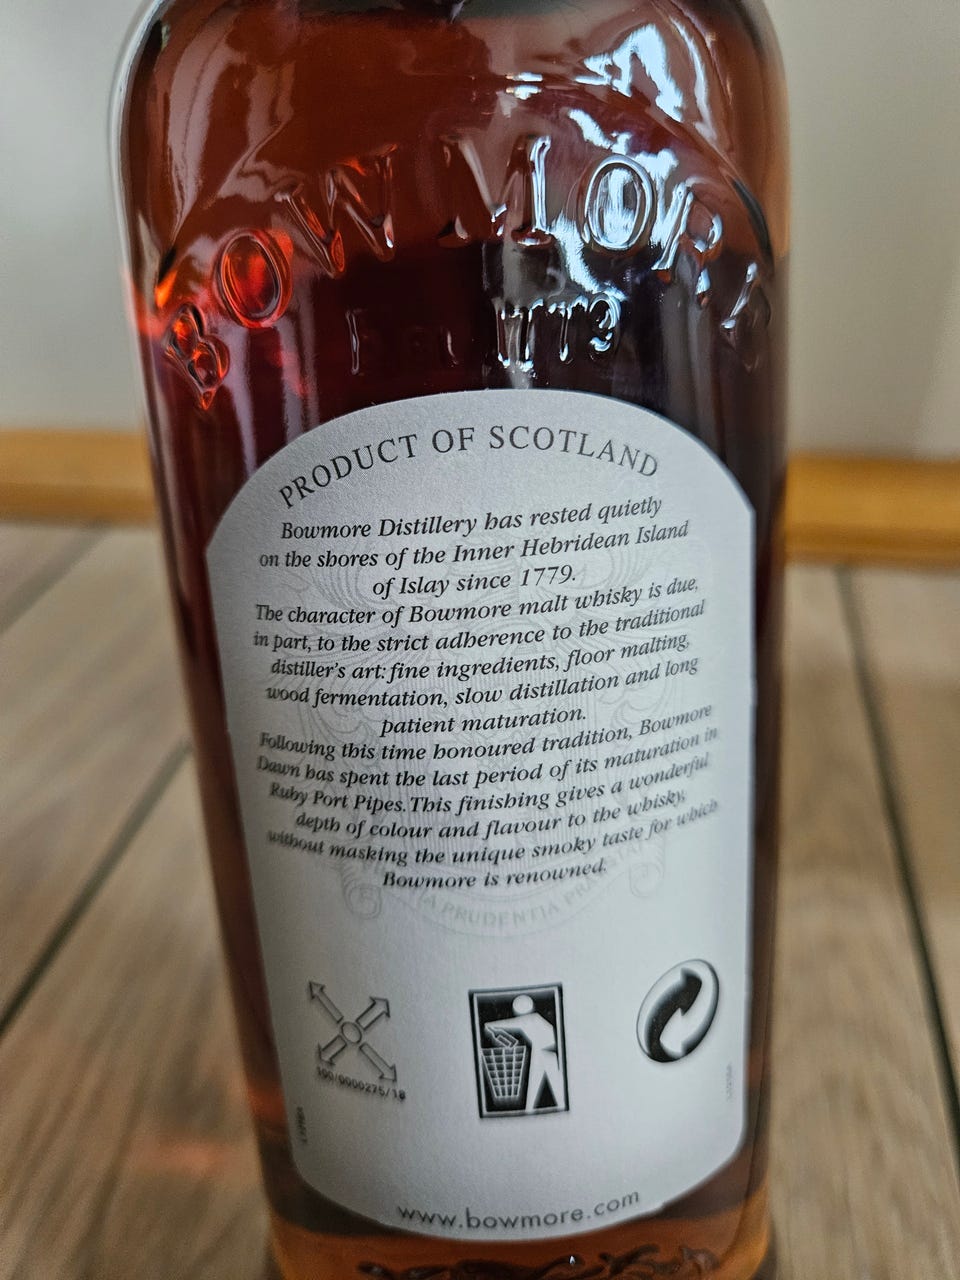 BOWMORE
1779
PRODUCT OF SCOTLAND
Bowmore Distillery has rested quietly
on the shores of the Inner Hebridean Island
of Islay since 1779.
The character of Bowmore malt whisky is due,
in part, to the strict adherence to the traditional
distiller's art: fine ingredients, floor malting,
wood fermentation, slow distillation and long
patient maturation.
Following this time honoured tradition, Bowmore
Dawn has spent the last period of its maturation in
Ruby Port Pipes. This finishing gives a wonderful
depth of colour and flavour to the whisky,
without masking the unique smoky taste for which
Bowmore is renowned.
PRUDENTIA
100/0000275/18
www.bowmore.com